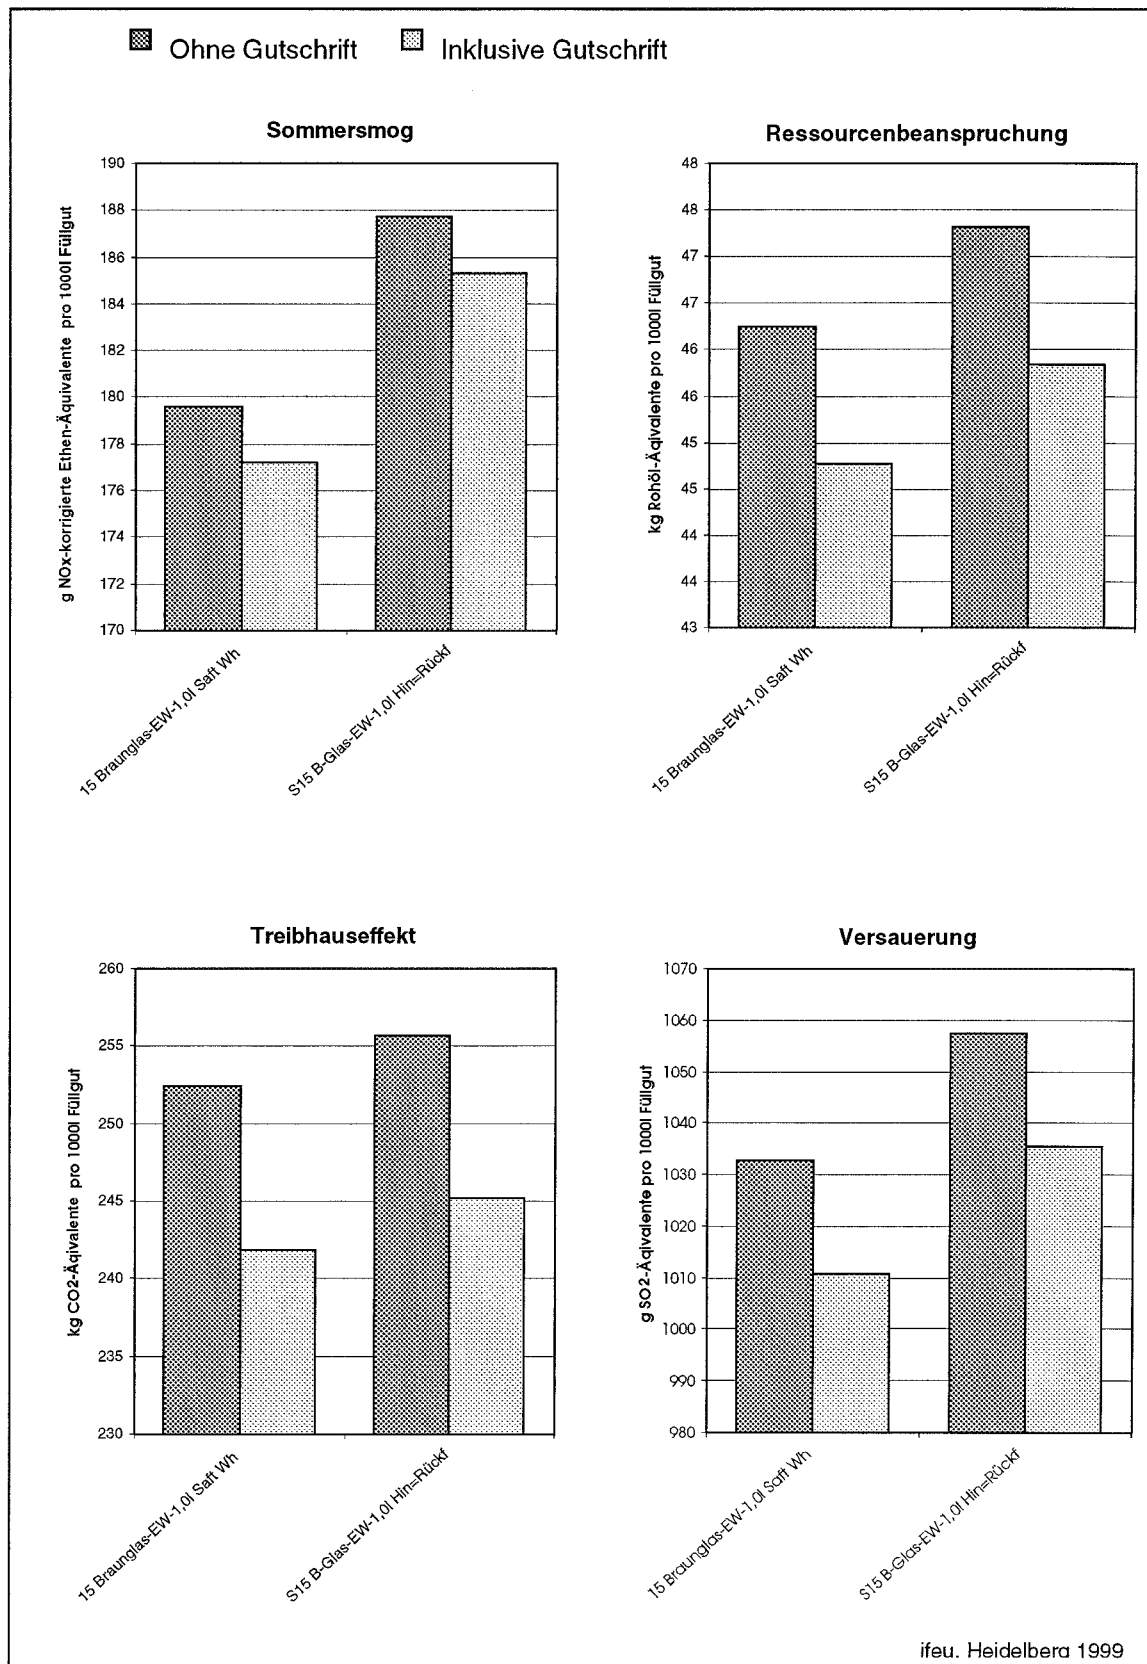 Ohne Gutschrift Inklusive Gutschrift
Sommersmog
g NOx-korrigierte Ethen-Äquivalente pro 1000l Füllgut
190
188
186
184
182
180
178
176
174
172
170
15 Braunglas-EW-1,0l Saft Wh
S15 B-Glas-EW-1,0l Hin=Rückf
Ressourcenbeanspruchung
kg Rohöl-Äqivalente pro 1000l Füllgut
48
48
47
47
46
46
45
45
44
44
43
15 Braunglas-EW-1,0l Saft Wh
S15 B-Glas-EW-1,0l Hin=Rückf
Treibhauseffekt
kg CO2-Äqivalente pro 1000l Füllgut
260
255
250
245
240
235
230
15 Braunglas-EW-1,0l Saft Wh
S15 B-Glas-EW-1,0l Hin=Rückf
Versauerung
g SO2-Äqivalente pro 1000l Füllgut
1070
1060
1050
1040
1030
1020
1010
1000
990
980
15 Braunglas-EW-1,0l Saft Wh
S15 B-Glas-EW-1,0l Hin=Rückf
ifeu. Heidelberg 1999